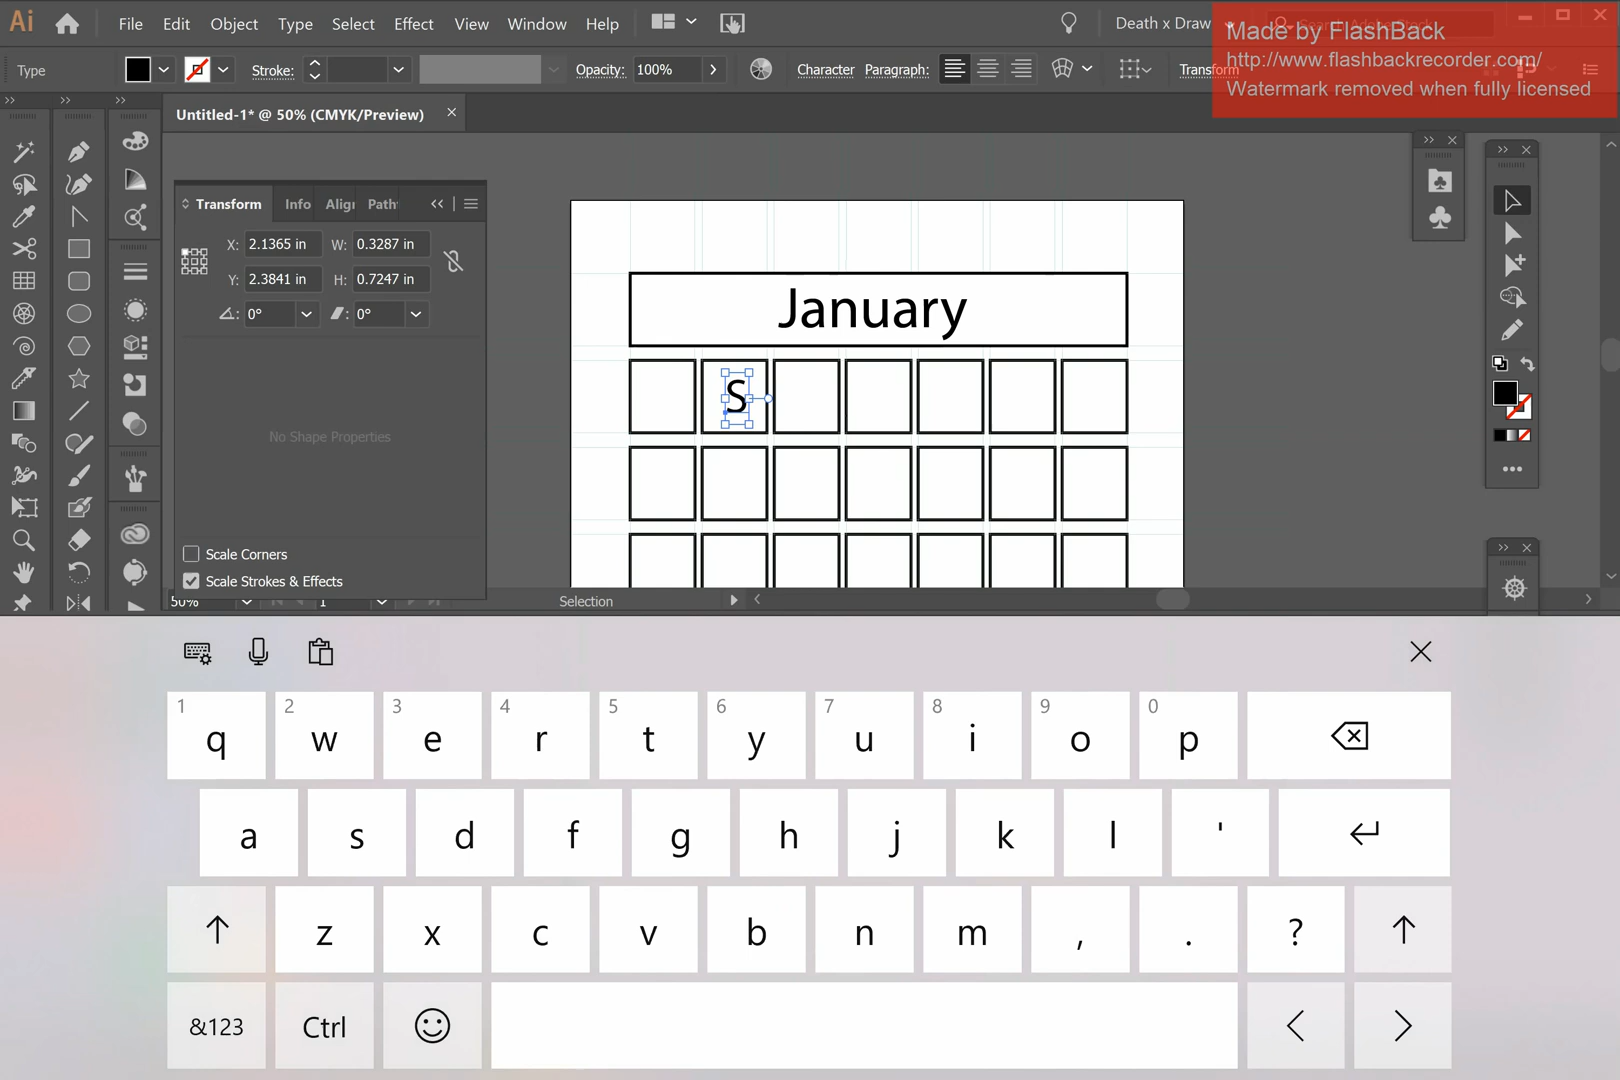 Ai File Edit Object Type Select Effect View Window Help Death x Draw
Made by FlashBack
http://www.flashbackrecorder.com/
Watermark removed when fully licensed
Type Stroke: Opacity: 100% Character Paragraph: Transform
Untitled-1* @ 50% (CMYK/Preview)
Transform Info Align Path
X: 2.1365 in W: 0.3287 in
Y: 2.3841 in H: 0.7247 in
0° 0°
No Shape Properties
Scale Corners
Scale Strokes & Effects
January
S
50% 1 Selection
1 2 3 4 5 6 7 8 9 0
q w e r t y u i o p
a s d f g h j k l '
z x c v b n m , . ?
&123 Ctrl